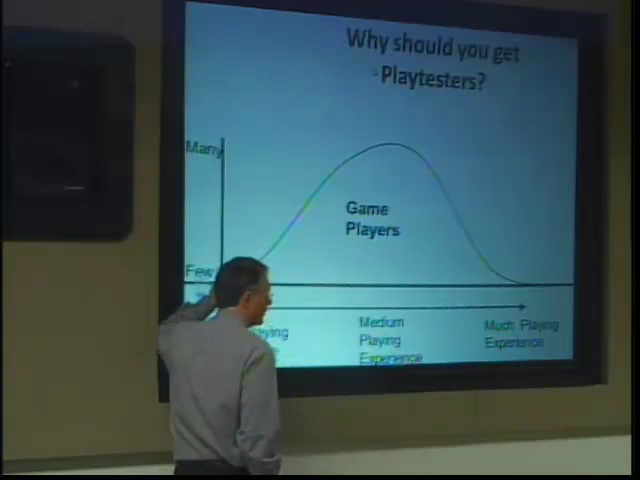 Why should you get
Playtesters?
Many
Game
Players
Few
Medium
Playing
Experience
Much Playing
Experience